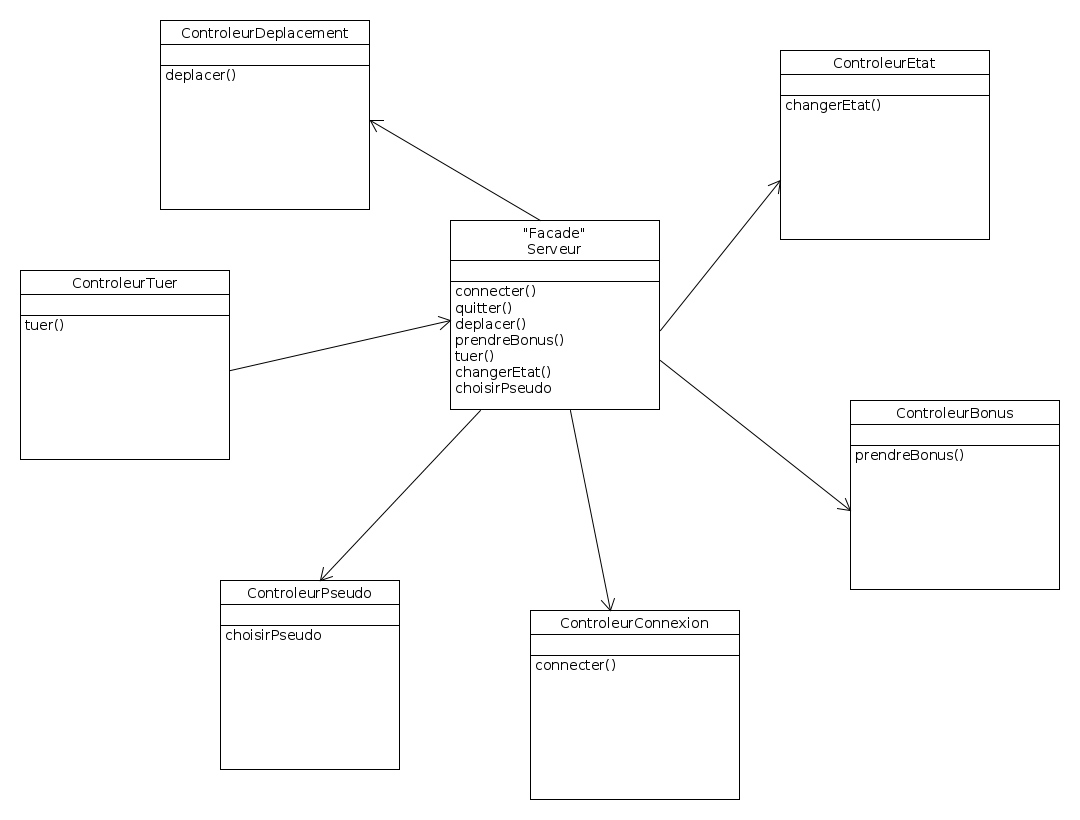 ControleurDeplacement
deplacer()
ControleurEtat
changerEtat()
"Facade"
Serveur
connecter()
quitter()
deplacer()
prendreBonus()
tuer()
changerEtat()
choisirPseudo
ControleurTuer
tuer()
ControleurBonus
prendreBonus()
ControleurPseudo
choisirPseudo
ControleurConnexion
connecter()